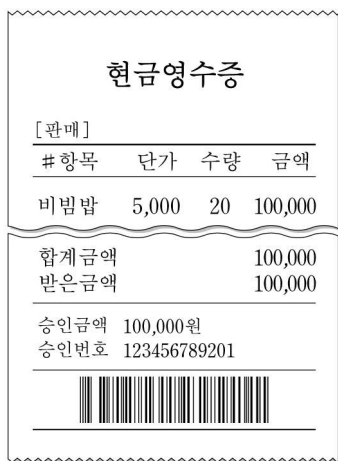 현금영수증
[판매]
#항목 단가 수량 금액
비빔밥 5,000 20 100,000
합계금액 100,000
받은금액 100,000
승인금액 100,000원
승인번호 123456789201